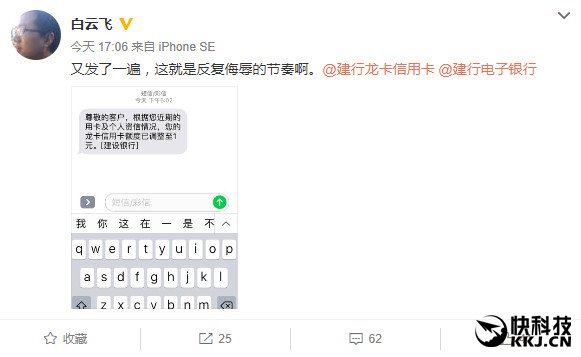 白云飞
今天 17:06 来自 iPhone SE
又发了一遍，这就是反复侮辱的节奏啊。@建行龙卡信用卡 @建行电子银行
短信/彩信
今天 下午5:02
尊敬的客户，根据您近期的
用卡及个人资信情况，您的
龙卡信用卡额度已调整至1
元。[建设银行]
短信/彩信
我 你 这 在 一 是 不
q w e r t y u i o p
a s d f g h j k l
z x c v b n m
收藏
25
62
快科技
KKJ.CN